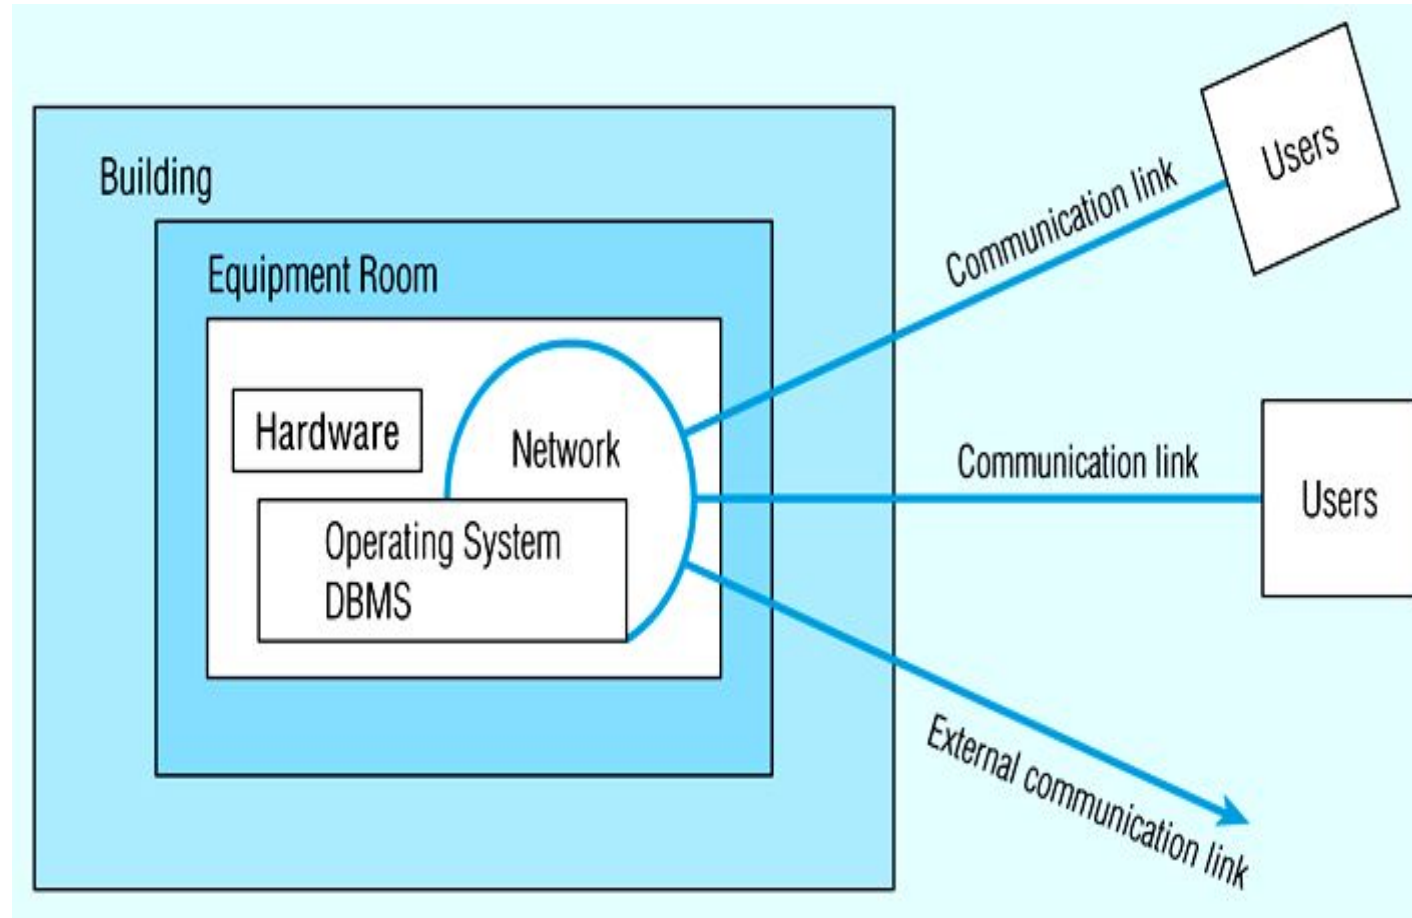 Building
Equipment Room
Hardware
Network
Operating System
DBMS
Communication link
Users
Communication link
Users
External communication link